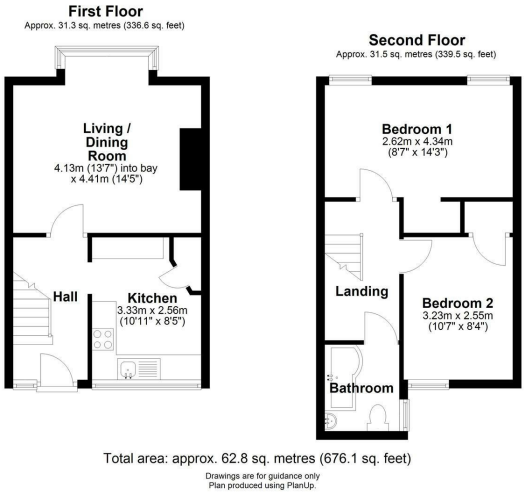 First Floor
Approx. 31.3 sq. metres (336.6 sq. feet)
Living /
Dining
Room
4.13m (13'7") into bay
x 4.41m (14'5")
Hall
Kitchen
3.33m x 2.56m
(10'11" x 8'5")
Second Floor
Approx. 31.5 sq. metres (339.5 sq. feet)
Bedroom 1
2.62m x 4.34m
(8'7" x 14'3")
Landing
Bedroom 2
3.23m x 2.55m
(10'7" x 8'4")
Bathroom
Total area: approx. 62.8 sq. metres (676.1 sq. feet)
Drawings are for guidance only
Plan produced using PlanUp.